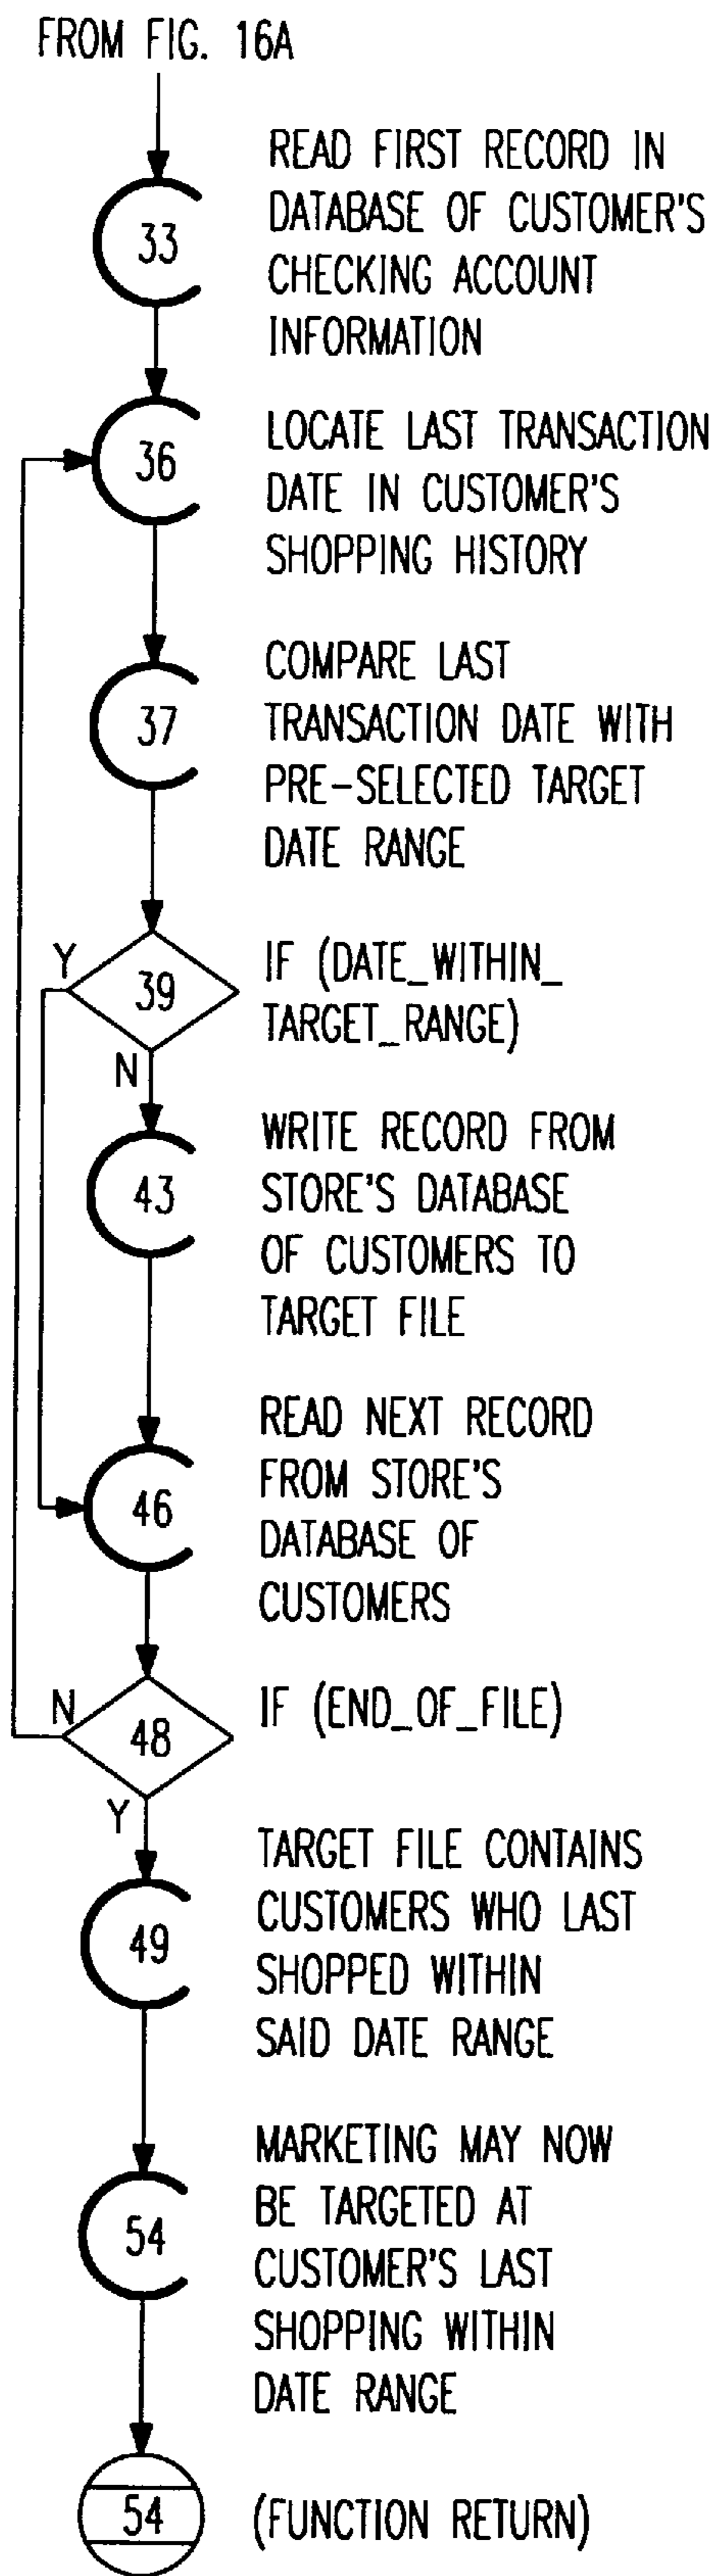 FROM FIG. 16A
READ FIRST RECORD IN
DATABASE OF CUSTOMER'S
33
CHECKING ACCOUNT
INFORMATION
LOCATE LAST TRANSACTION
36
DATE IN CUSTOMER'S
SHOPPING HISTORY
COMPARE LAST
37
TRANSACTION DATE WITH
PRE-SELECTED TARGET
DATE RANGE
Y
39
IF (DATE_WITHIN_
TARGET_RANGE)
N
WRITE RECORD FROM
43
STORE'S DATABASE
OF CUSTOMERS TO
TARGET FILE
READ NEXT RECORD
46
FROM STORE'S
DATABASE OF
CUSTOMERS
N
48
IF (END_OF_FILE)
Y
TARGET FILE CONTAINS
49
CUSTOMERS WHO LAST
SHOPPED WITHIN
SAID DATE RANGE
MARKETING MAY NOW
54
BE TARGETED AT
CUSTOMER'S LAST
SHOPPING WITHIN
DATE RANGE
54
(FUNCTION RETURN)